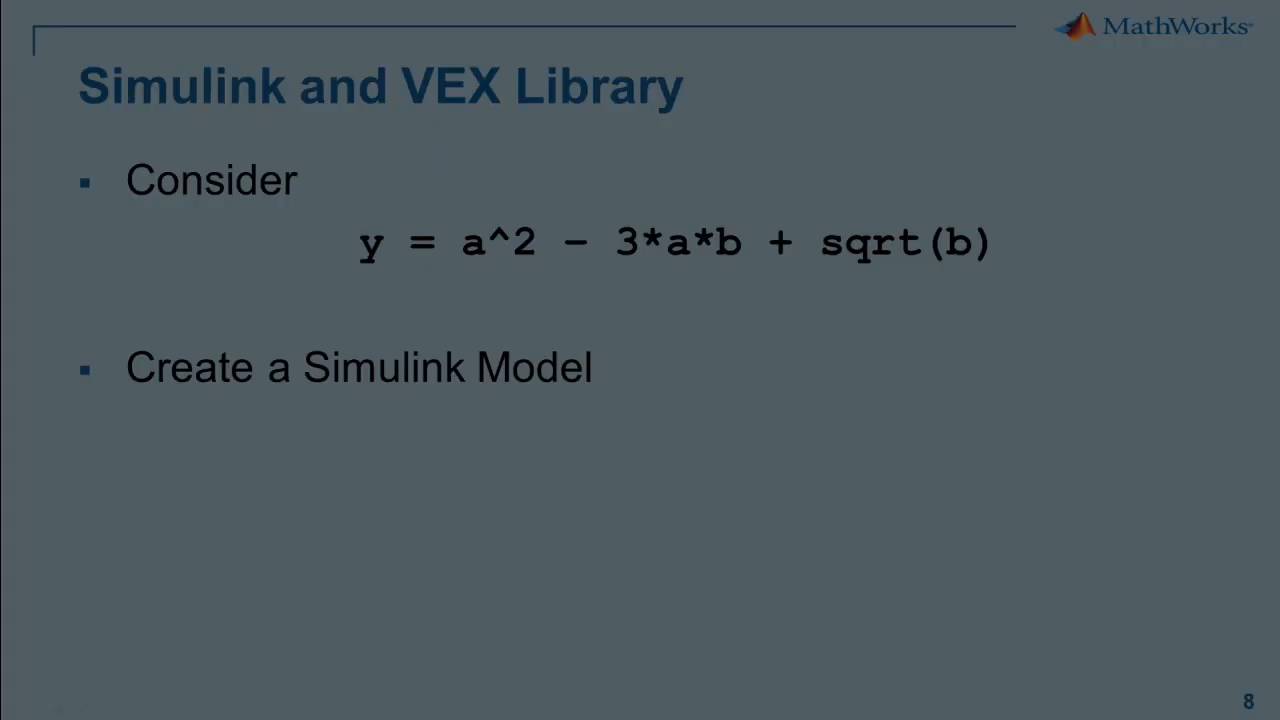 MathWorks®
Simulink and VEX Library
▪ Consider
y = a^2 – 3*a*b + sqrt(b)
▪ Create a Simulink Model
8